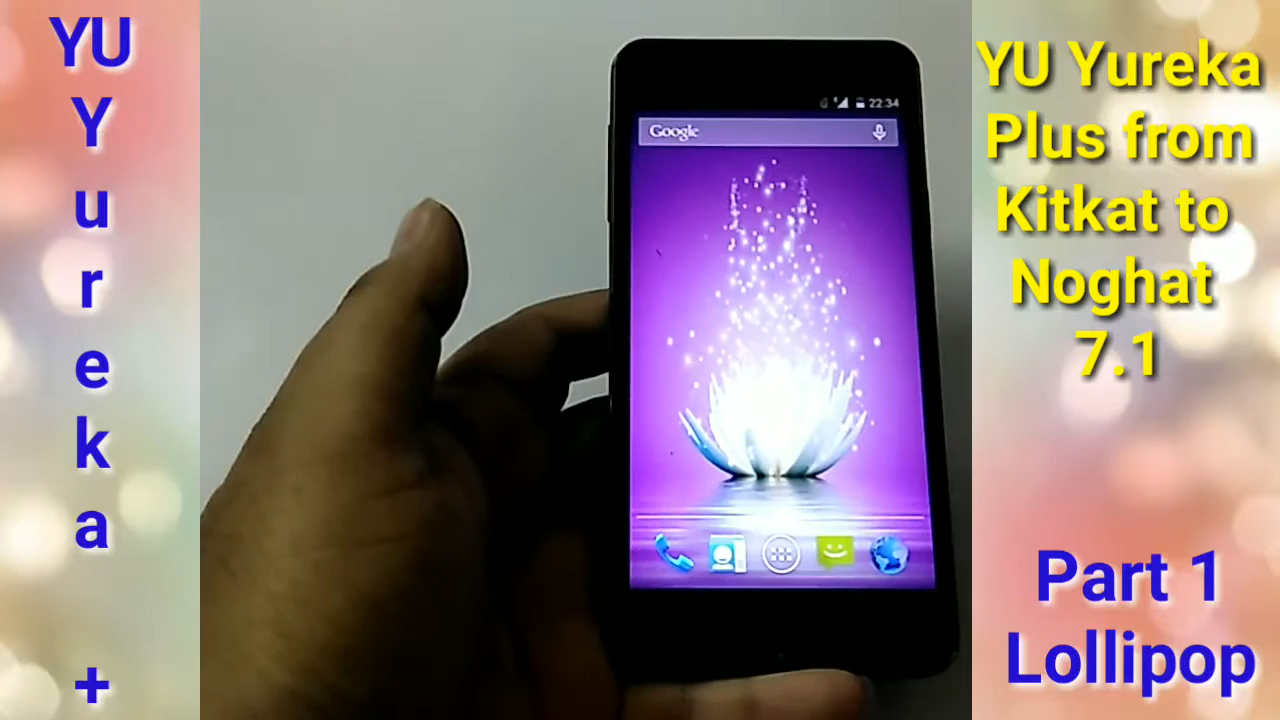 YU
Y
u
r
e
k
a
+
22:34
Google
YU Yureka
Plus from
Kitkat to
Noghat
7.1
Part 1
Lollipop